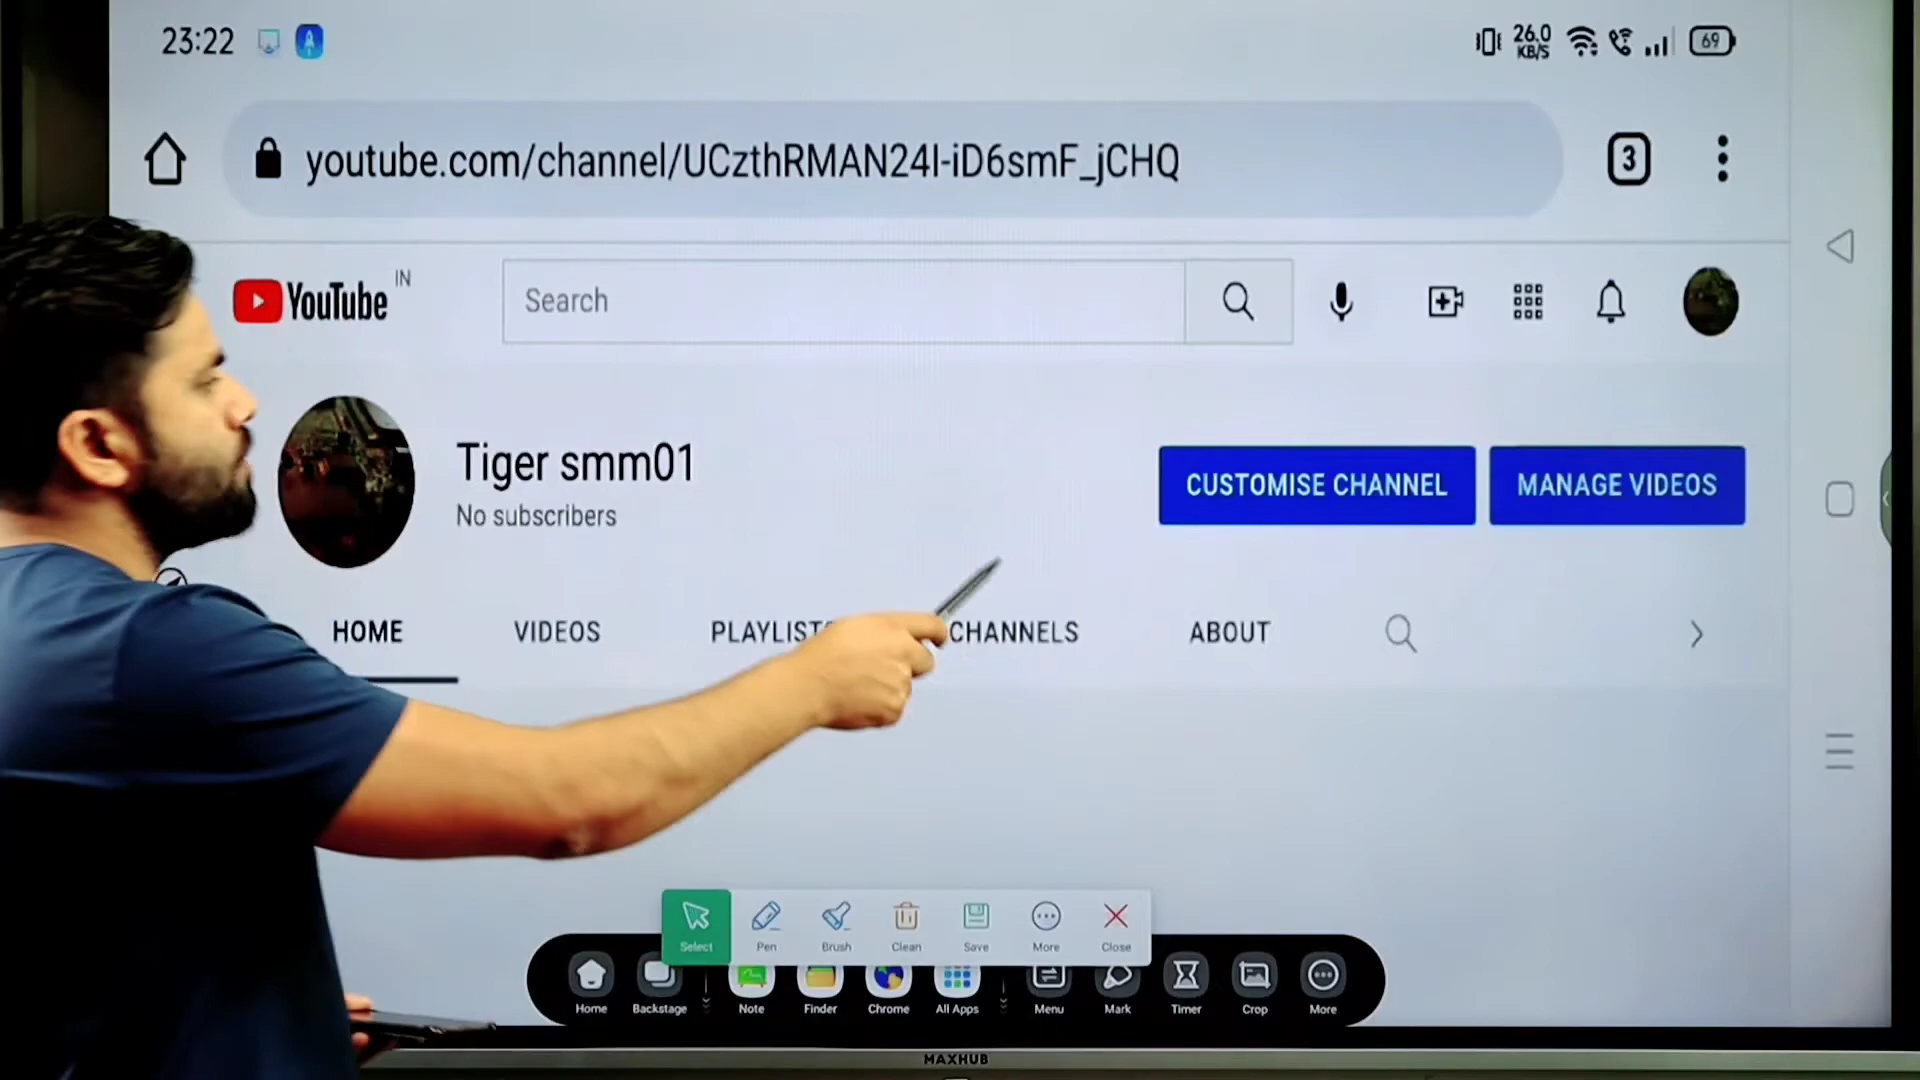 23:22
26.0
KB/S
69
youtube.com/channel/UCzthRMAN24I-iD6smF_jCHQ
3
YouTube IN
Search
Tiger smm01
No subscribers
CUSTOMISE CHANNEL
MANAGE VIDEOS
HOME
VIDEOS
PLAYLISTS
CHANNELS
ABOUT
Select
Pen
Brush
Clean
Save
More
Close
Home
Backstage
Note
Finder
Chrome
All Apps
Menu
Mark
Timer
Crop
More
MAXHUB